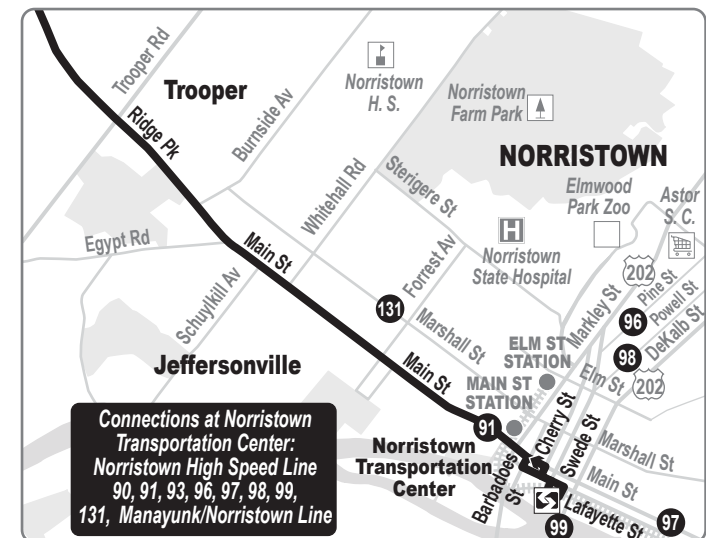 Trooper Rd
Trooper
Norristown
H. S.
Norristown
Farm Park
Burnside Av
Ridge Pk
NORRISTOWN
Whitehall Rd
Sterigere St
Elmwood
Park Zoo
Astor
S. C.
H
Norristown
State Hospital
Egypt Rd
Main St
Forrest Av
202
Pine St
Powell St
DeKalb St
Markley St
96
98
Schuylkill Av
131
Marshall St
ELM ST
STATION
Elm St
202
Jeffersonville
Main St
MAIN ST
STATION
Cherry St
Swede St
91
Marshall St
Connections at Norristown
Transportation Center:
Norristown High Speed Line
90, 91, 93, 96, 97, 98, 99,
131, Manayunk/Norristown Line
Norristown
Transportation
Center
Main St
Barbadoes
St
Lafayette St
99
97